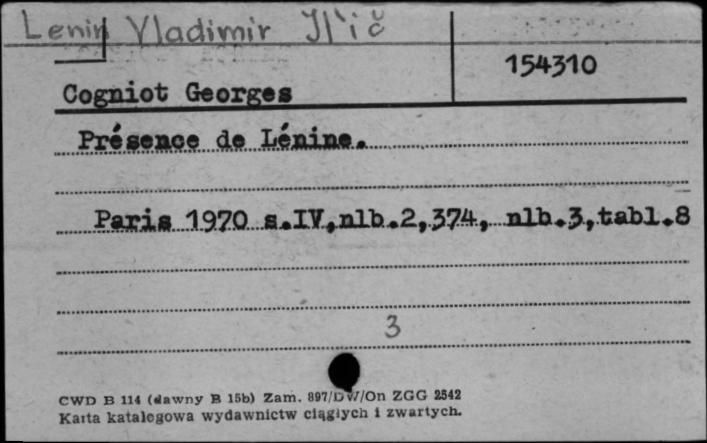 Lenin Vladimir Il'ič
154310
Cogniot Georges
Présence de Lénine.
Paris 1970 s.IV,nlb.2,374, nlb.3,tabl.8
3
CWD B 114 (dawny B 15b) Zam. 897/DW/On ZGG 2542
Karta katalogowa wydawnictw ciągłych i zwartych.